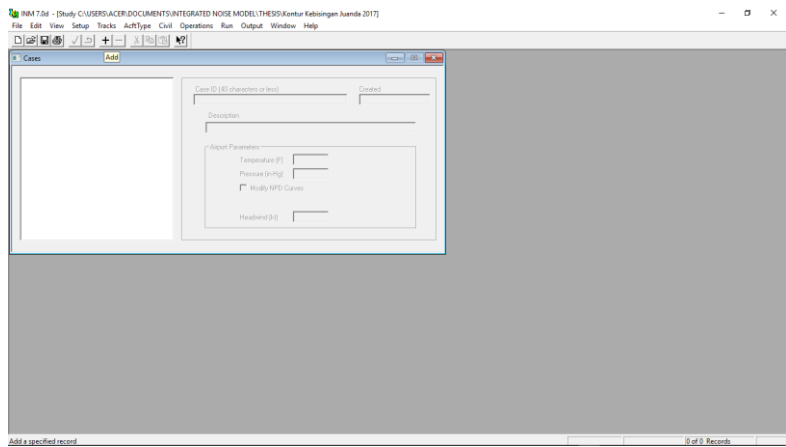 INM 7.0d - [Study C:\USERS\ACER\DOCUMENTS\INTEGRATED NOISE MODEL\THESIS\Kontur Kebisingan Juanda 2017]
File Edit View Setup Tracks AcftType Civil Operations Run Output Window Help
Cases
Add
Case ID (40 characters or less)
Created
Description
Airport Parameters
Temperature (F)
Pressure (in-Hg)
Modify NPD Curves
Headwind (kt)
Add a specified record
0 of 0 Records